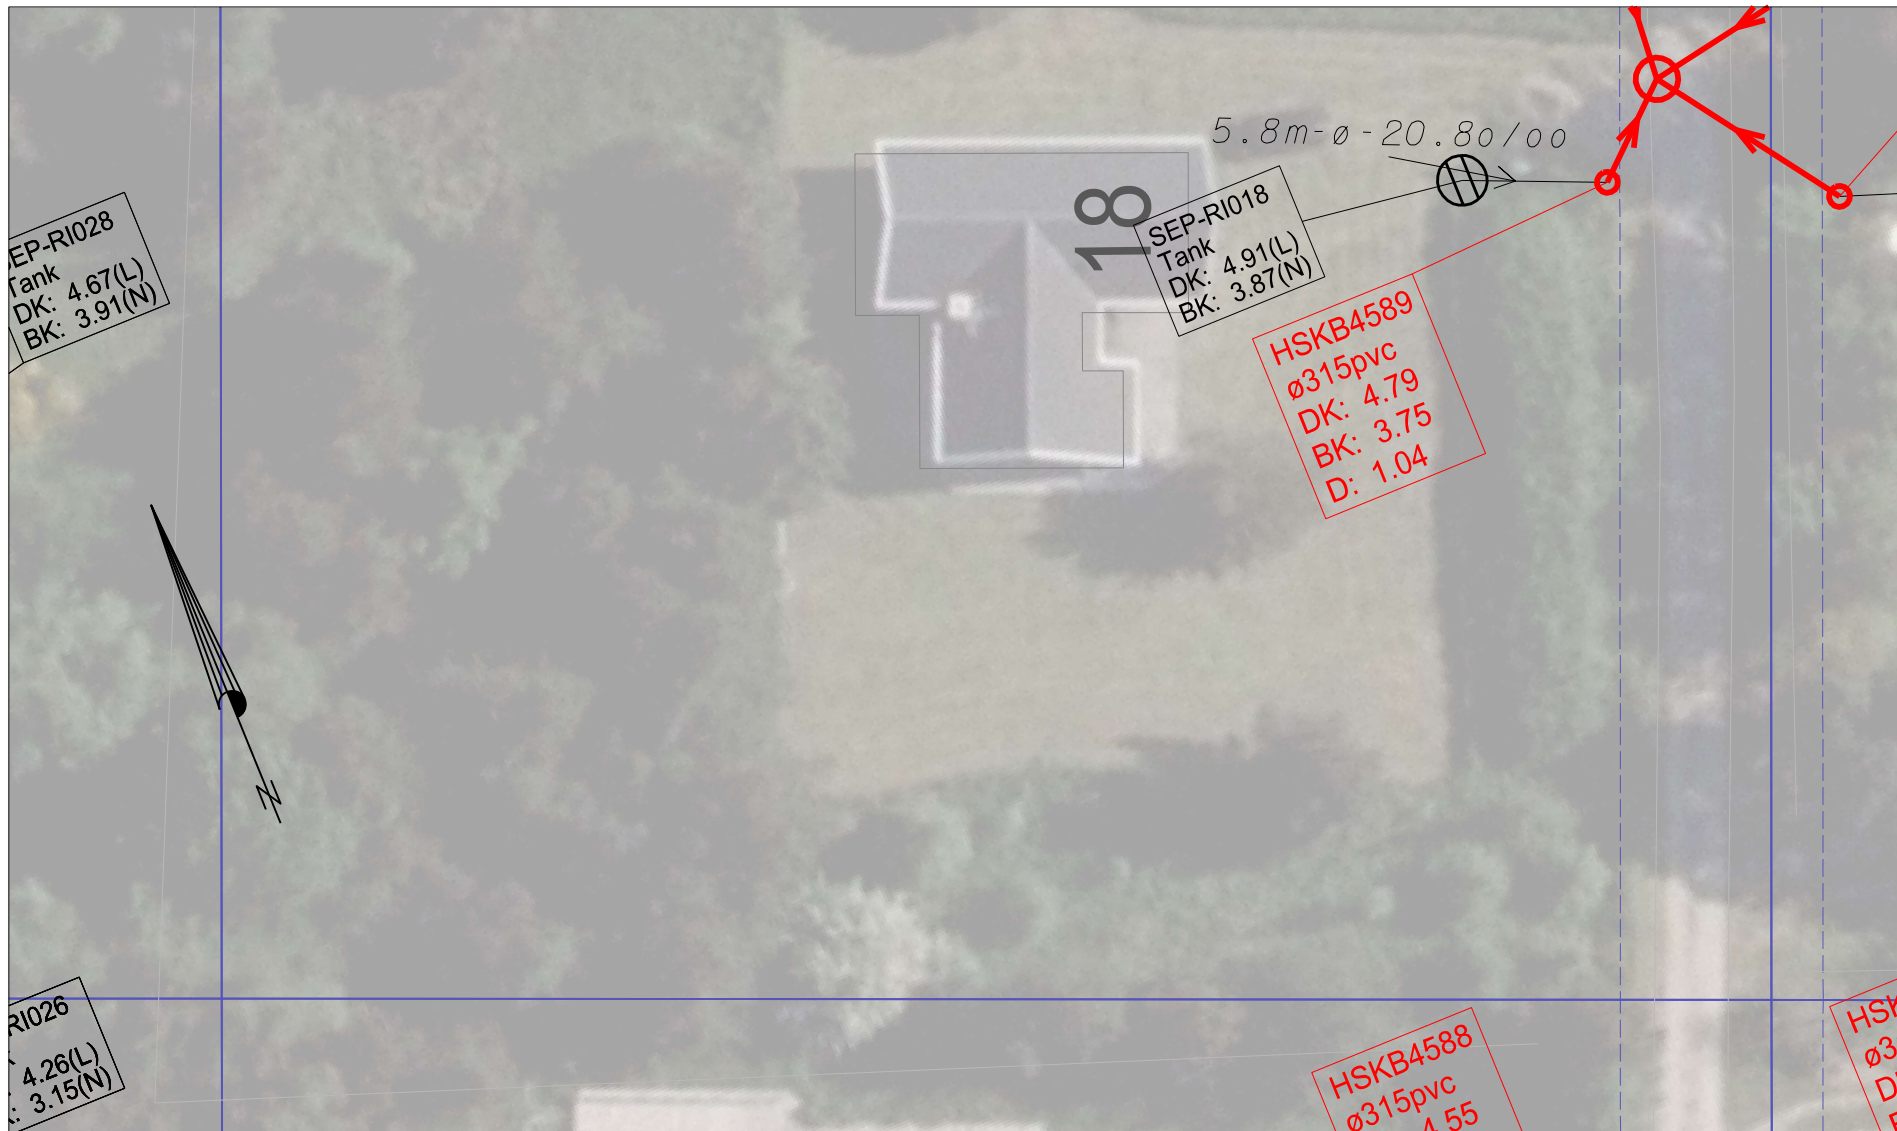 5.8m-ø-20.8o/oo
18
SEP-RI018
Tank
DK: 4.91(L)
BK: 3.87(N)
EP-RI028
Tank
DK: 4.67(L)
BK: 3.91(N)
HSKB4589
ø315pvc
DK: 4.79
BK: 3.75
D: 1.04
N
RI026
4.26(L)
3.15(N)
HSKB4588
ø315pvc
4.55
HSK
ø3